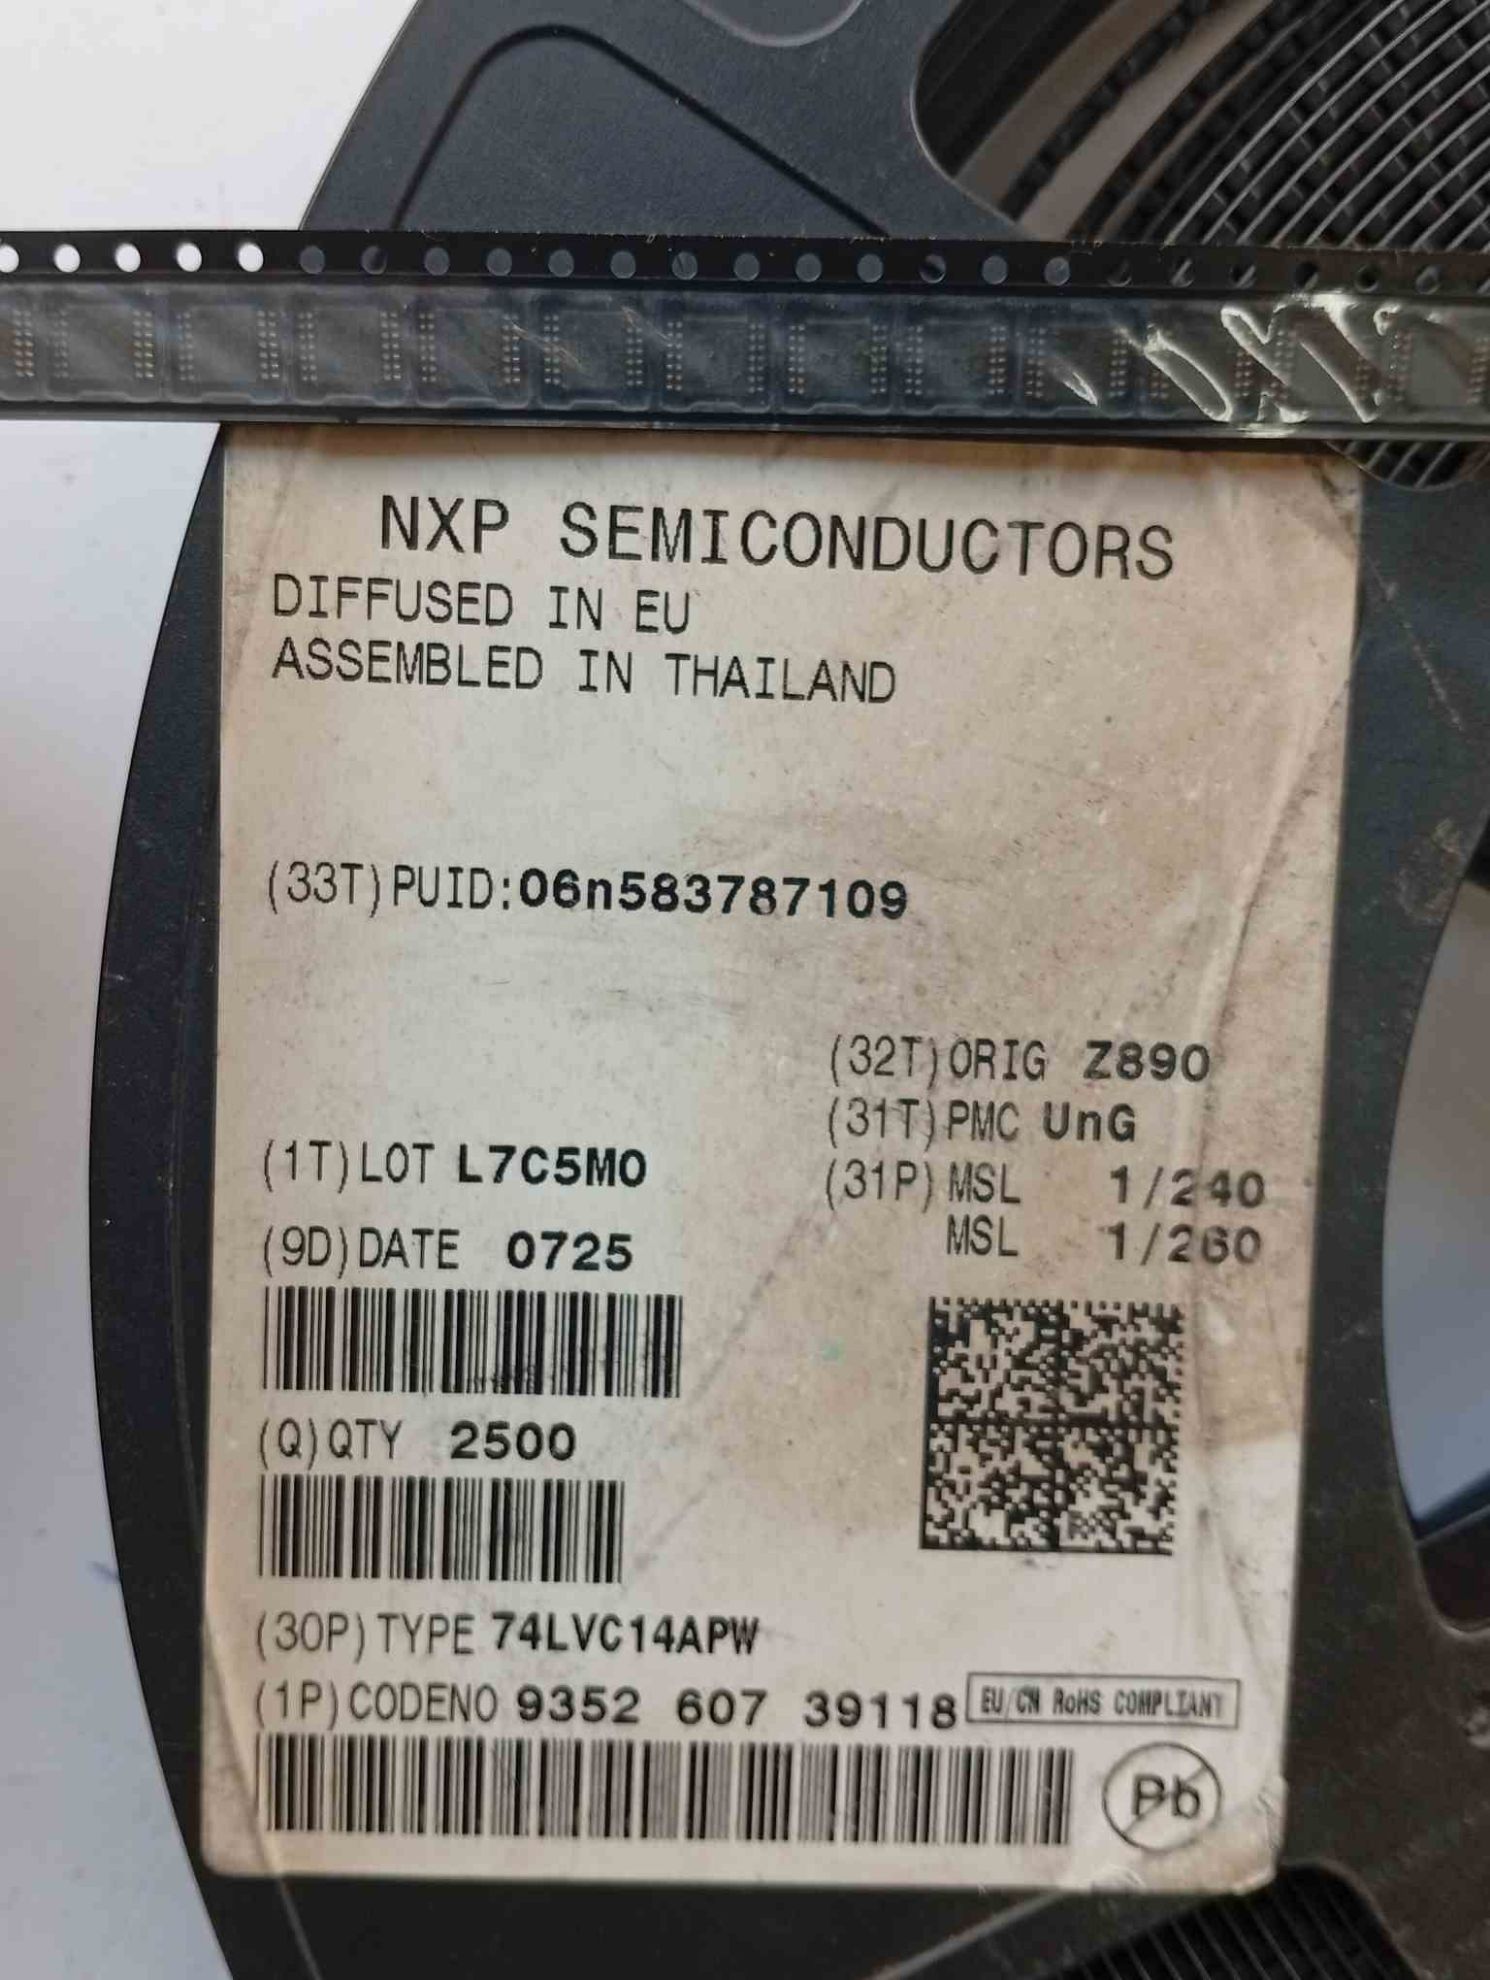 NXP SEMICONDUCTORS
DIFFUSED IN EU
ASSEMBLED IN THAILAND
(33T)PUID:06n583787109
(32T)ORIG Z890
(31T)PMC UnG
(1T)LOT L7C5M0
(31P)MSL 1/240
MSL 1/260
(9D)DATE 0725
(Q)QTY 2500
(30P)TYPE 74LVC14APW
(1P)CODENO 9352 607 39118
EU/CN RoHS COMPLIANT
Pb